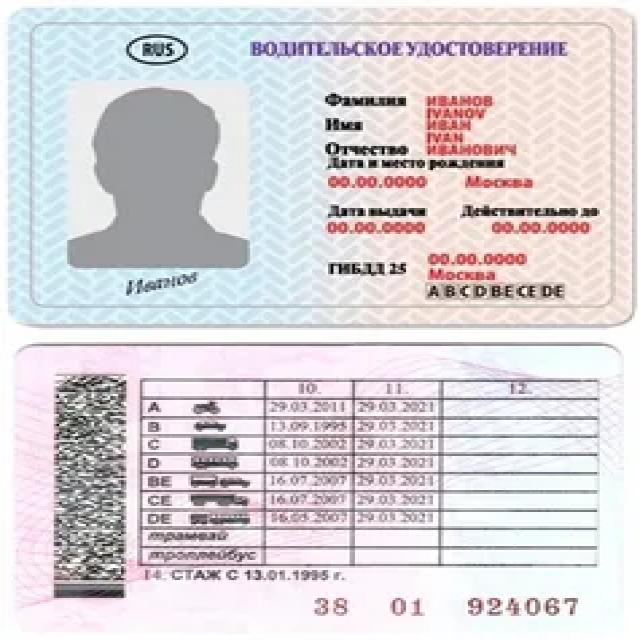 RUS ВОДИТЕЛЬСКОЕ УДОСТОВЕРЕНИЕ
Фамилия ИВАНОВ
IVANOV
Имя ИВАН
IVAN
Отчество ИВАНОВИЧ
Дата и место рождения
00.00.0000 Москва
Дата выдачи Действительно до
00.00.0000 00.00.0000
ГИБДД 25 00.00.0000
Москва
A B C D BE CE DE
Иванов
10. 11. 12.
A 29.03.2011 29.03.2021
B 13.09.1995 29.03.2021
C 08.10.2002 29.03.2021
D 08.10.2002 29.03.2021
BE 16.07.2007 29.03.2021
CE 16.07.2007 29.03.2021
DE 16.05.2007 29.03.2021
трамвай
троллейбус
14. СТАЖ С 13.01.1995 г.
38 01 924067